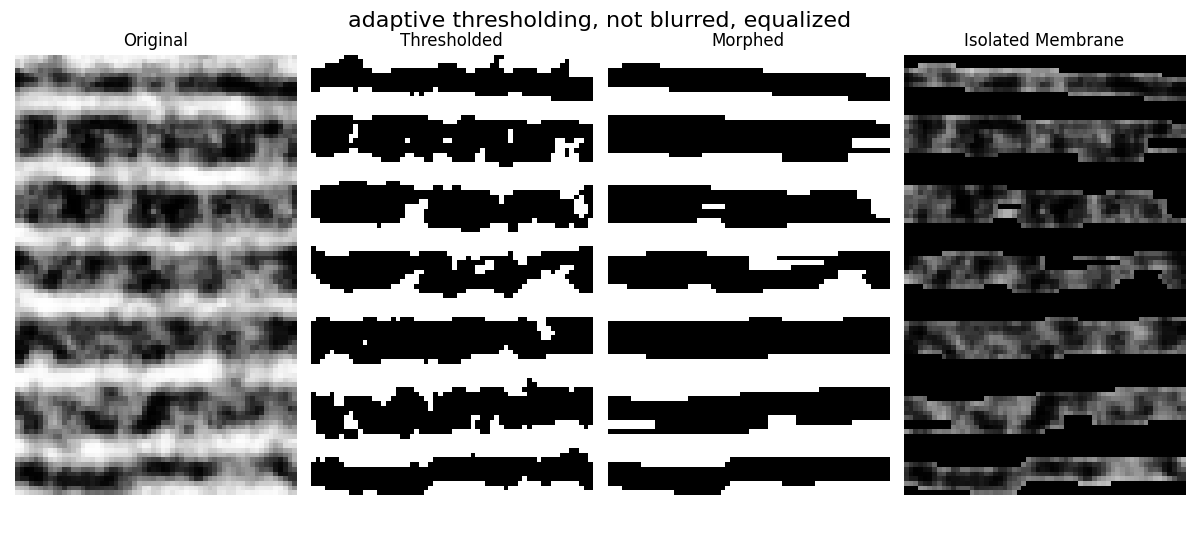 adaptive thresholding, not blurred, equalized
Original
Thresholded
Morphed
Isolated Membrane